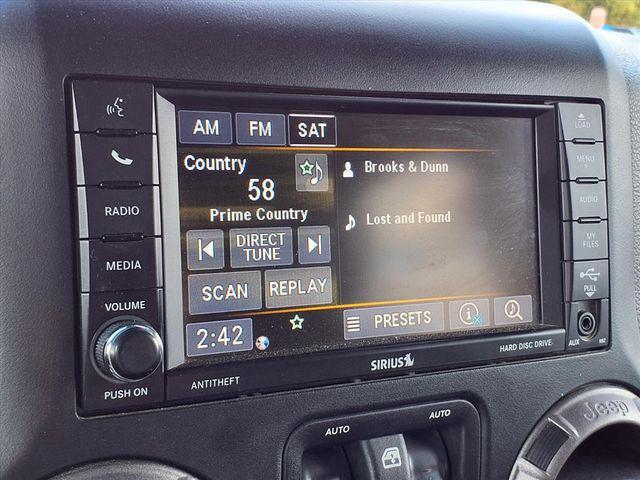 AM FM SAT
Country
58
Prime Country
DIRECT
TUNE
SCAN REPLAY
2:42
Brooks & Dunn
Lost and Found
PRESETS
RADIO
MEDIA
VOLUME
PUSH ON
ANTITHEFT
SIRIUS
HARD DISC DRIVE
LOAD
MENU
AUDIO
MY
FILES
PULL
AUX
AUTO AUTO
Jeep